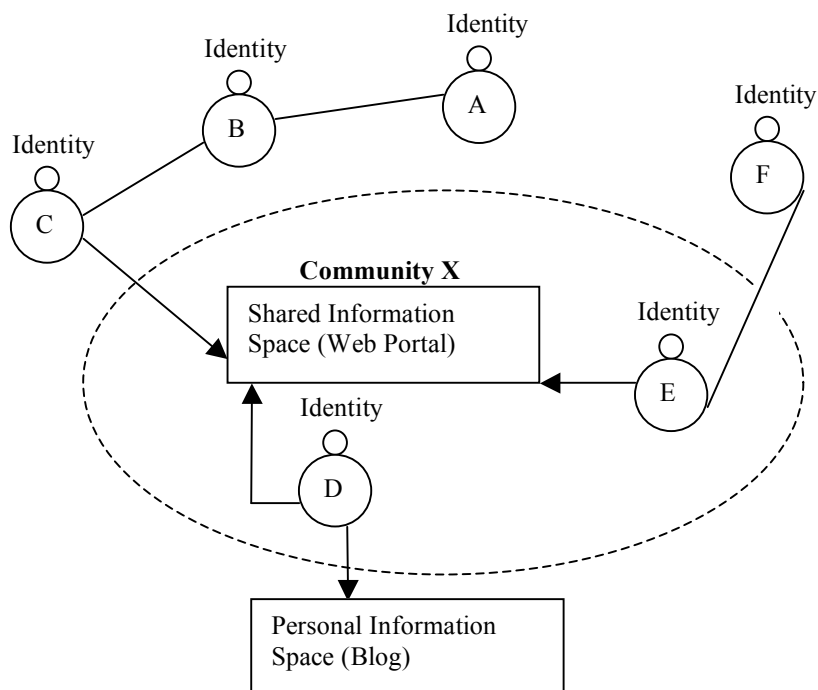 Identity
A
Identity
B
Identity
F
Identity
C
Community X
Shared Information
Space (Web Portal)
Identity
E
Identity
D
Personal Information
Space (Blog)